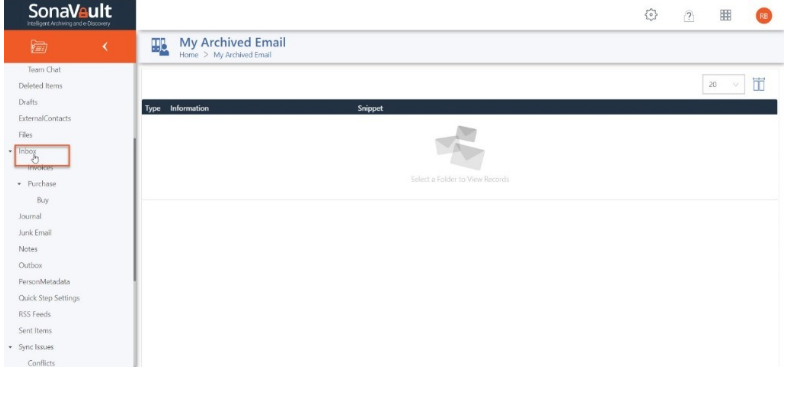 SonaVault
Intelligent Archiving and e-Discovery
RB
My Archived Email
Home > My Archived Email
Team Chat
Deleted Items
Drafts
ExternalContacts
Files
Inbox
Invoices
Purchase
Buy
Journal
Junk Email
Notes
Outbox
PersonMetadata
Quick Step Settings
RSS Feeds
Sent Items
Sync Issues
Conflicts
20
Type Information Snippet
Select a Folder to View Records